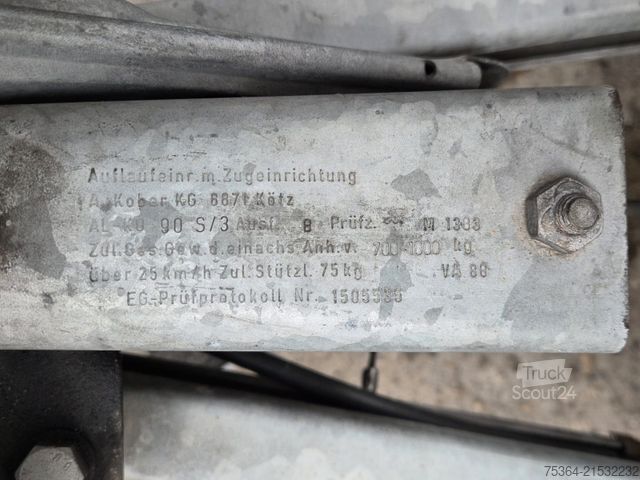 Auflaufeinr. m. Zugeinrichtung
A. Kober KG 8871 Kötz
AL-KO 90 S/3 Ausf. B Prüfz. M 1303
Zul. Ges. Gew. d. einachs. Anh. v. 700-1000 kg
über 25 km/h Zul. Stützl. 75 kg VA 80
EG-Prüfprotokoll Nr.
Truck
Scout24
75364-21532232